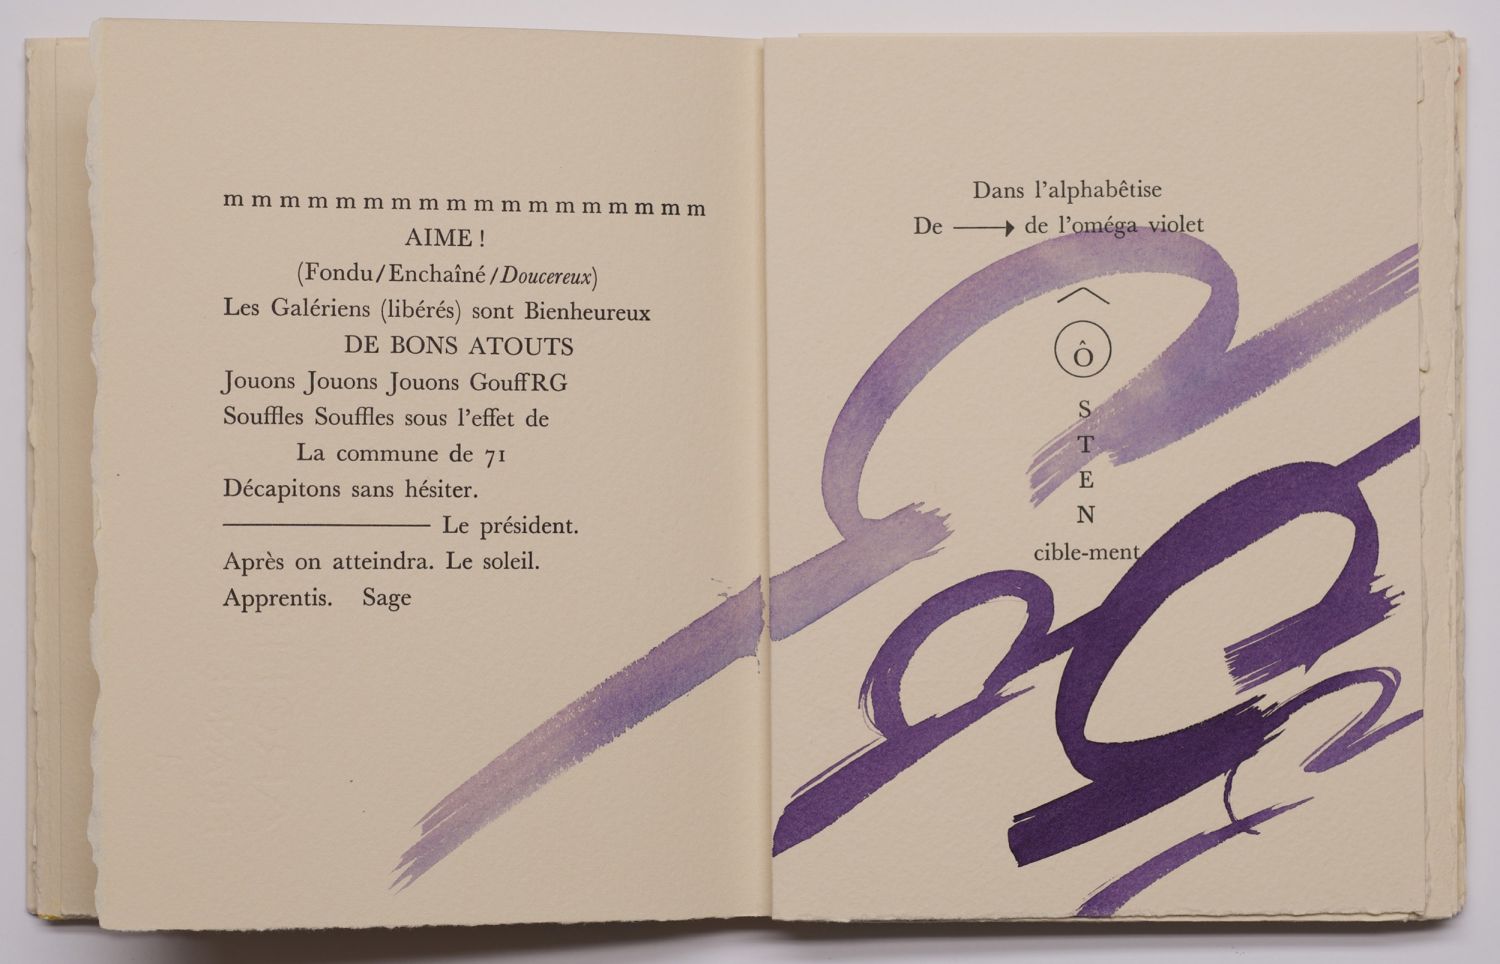 m m m m m m m m m m m m m m m m m m
AIME !
(Fondu/Enchaîné/Doucereux)
Les Galériens (libérés) sont Bienheureux
DE BONS ATOUTS
Jouons Jouons Jouons GouffRG
Souffles Souffles sous l’effet de
La commune de 71
Décapitons sans hésiter.
Le président.
Après on atteindra. Le soleil.
Apprentis. Sage
Dans l’alphabêtise
De ⟶ de l’oméga violet
Ô
S
T
E
N
cible-ment